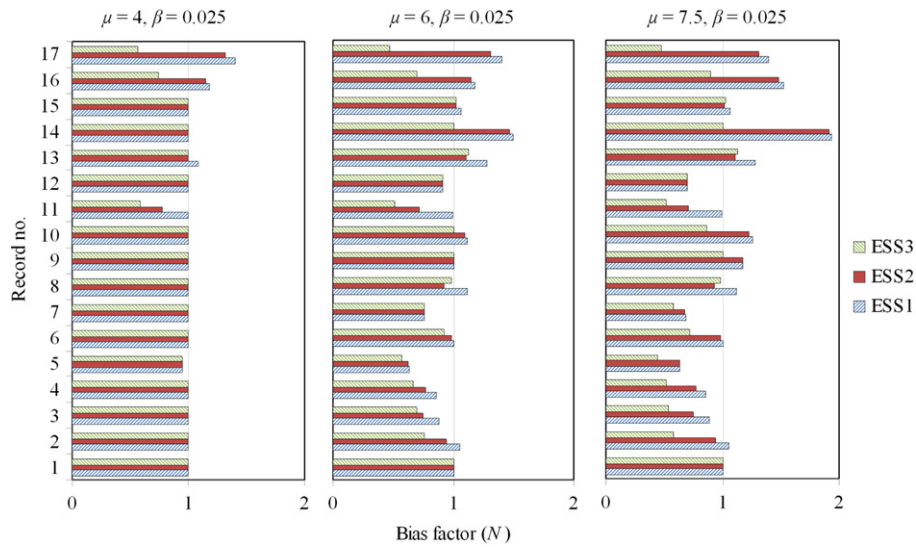 μ = 4, β = 0.025
μ = 6, β = 0.025
μ = 7.5, β = 0.025
Record no.
17
16
15
14
13
12
11
10
9
8
7
6
5
4
3
2
1
0 1 2
0 1 2
0 1 2
Bias factor (N)
ESS3
ESS2
ESS1